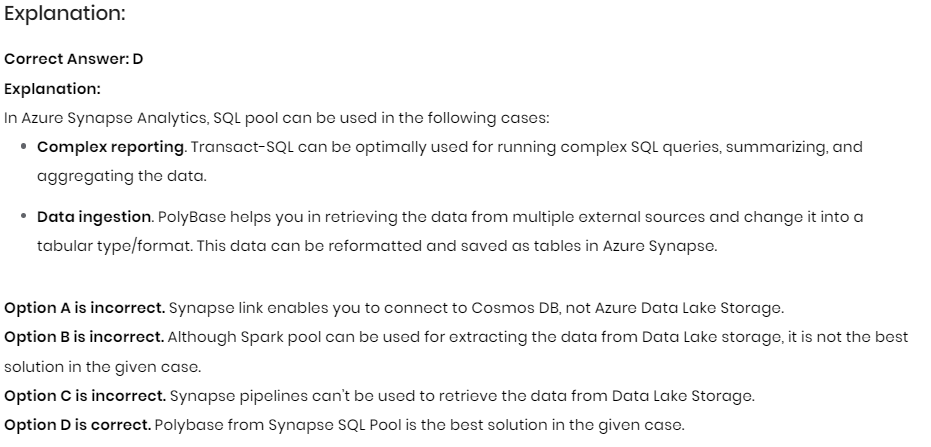 Explanation:
Correct Answer: D
Explanation:
In Azure Synapse Analytics, SQL pool can be used in the following cases:
• Complex reporting. Transact-SQL can be optimally used for running complex SQL queries, summarizing, and
aggregating the data.
• Data ingestion. PolyBase helps you in retrieving the data from multiple external sources and change it into a
tabular type/format. This data can be reformatted and saved as tables in Azure Synapse.
Option A is incorrect. Synapse link enables you to connect to Cosmos DB, not Azure Data Lake Storage.
Option B is incorrect. Although Spark pool can be used for extracting the data from Data Lake storage, it is not the best
solution in the given case.
Option C is incorrect. Synapse pipelines can't be used to retrieve the data from Data Lake Storage.
Option D is correct. Polybase from Synapse SQL Pool is the best solution in the given case.